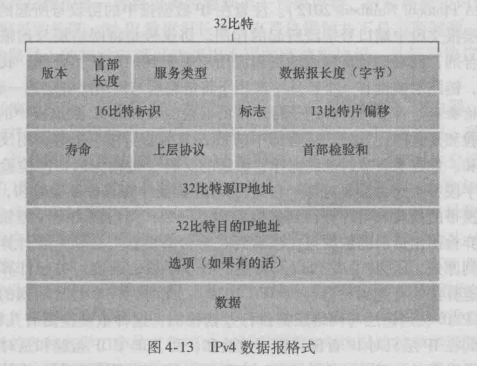 32比特
版本 首部长度 服务类型 数据报长度（字节）
16比特标识 标志 13比特片偏移
寿命 上层协议 首部检验和
32比特源IP地址
32比特目的IP地址
选项（如果有的话）
数据
图 4-13 IPv4 数据报格式